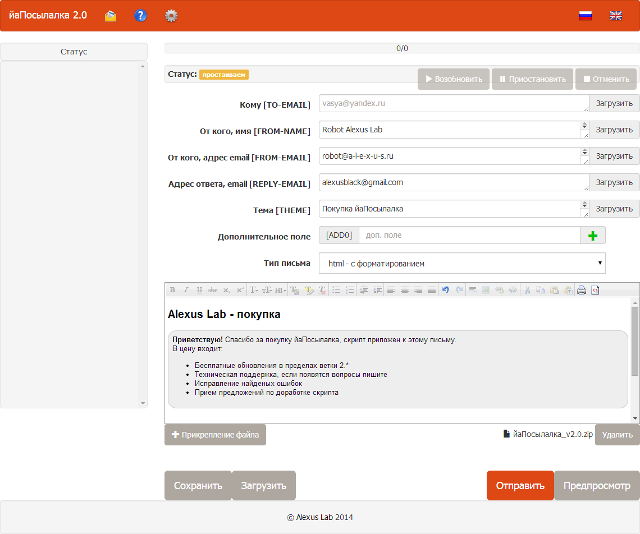 йаПосылалка 2.0
Статус
0/0
Статус: простаиваем
Возобновить Приостановить Отменить
Кому [TO-EMAIL] vasya@yandex.ru Загрузить
От кого, имя [FROM-NAME] Robot Alexus Lab Загрузить
От кого, адрес email [FROM-EMAIL] robot@a-l-e-x-u-s.ru Загрузить
Адрес ответа, email [REPLY-EMAIL] alexusblack@gmail.com Загрузить
Тема [THEME] Покупка йаПосылалка Загрузить
Дополнительное поле [ADD0] доп. поле
Тип письма html - с форматированием
Alexus Lab - покупка
Приветствую! Спасибо за покупку йаПосылалка, скрипт приложен к этому письму.
В цену входит:
Бесплатные обновления в пределах ветки 2.*
Техническая поддержка, если появятся вопросы пишите
Исправление найденых ошибок
Прием предложений по доработке скрипта
Прикрепление файла йаПосылалка_v2.0.zip Удалить
Сохранить Загрузить Отправить Предпросмотр
© Alexus Lab 2014